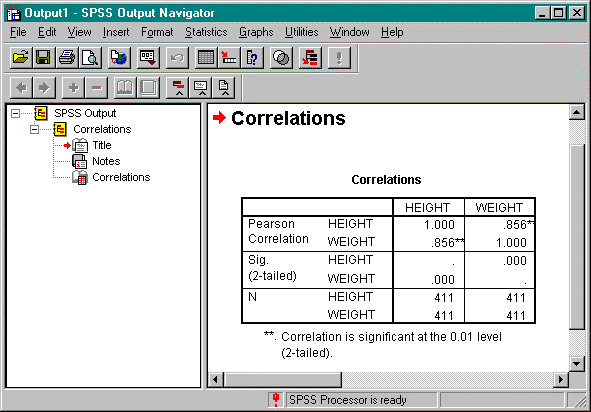 Output1 - SPSS Output Navigator
File Edit View Insert Format Statistics Graphs Utilities Window Help
SPSS Output
Correlations
Title
Notes
Correlations
Correlations
Correlations
HEIGHT WEIGHT
Pearson HEIGHT 1.000 .856**
Correlation WEIGHT .856** 1.000
Sig. HEIGHT . .000
(2-tailed) WEIGHT .000 .
N HEIGHT 411 411
WEIGHT 411 411
**. Correlation is significant at the 0.01 level
(2-tailed).
SPSS Processor is ready